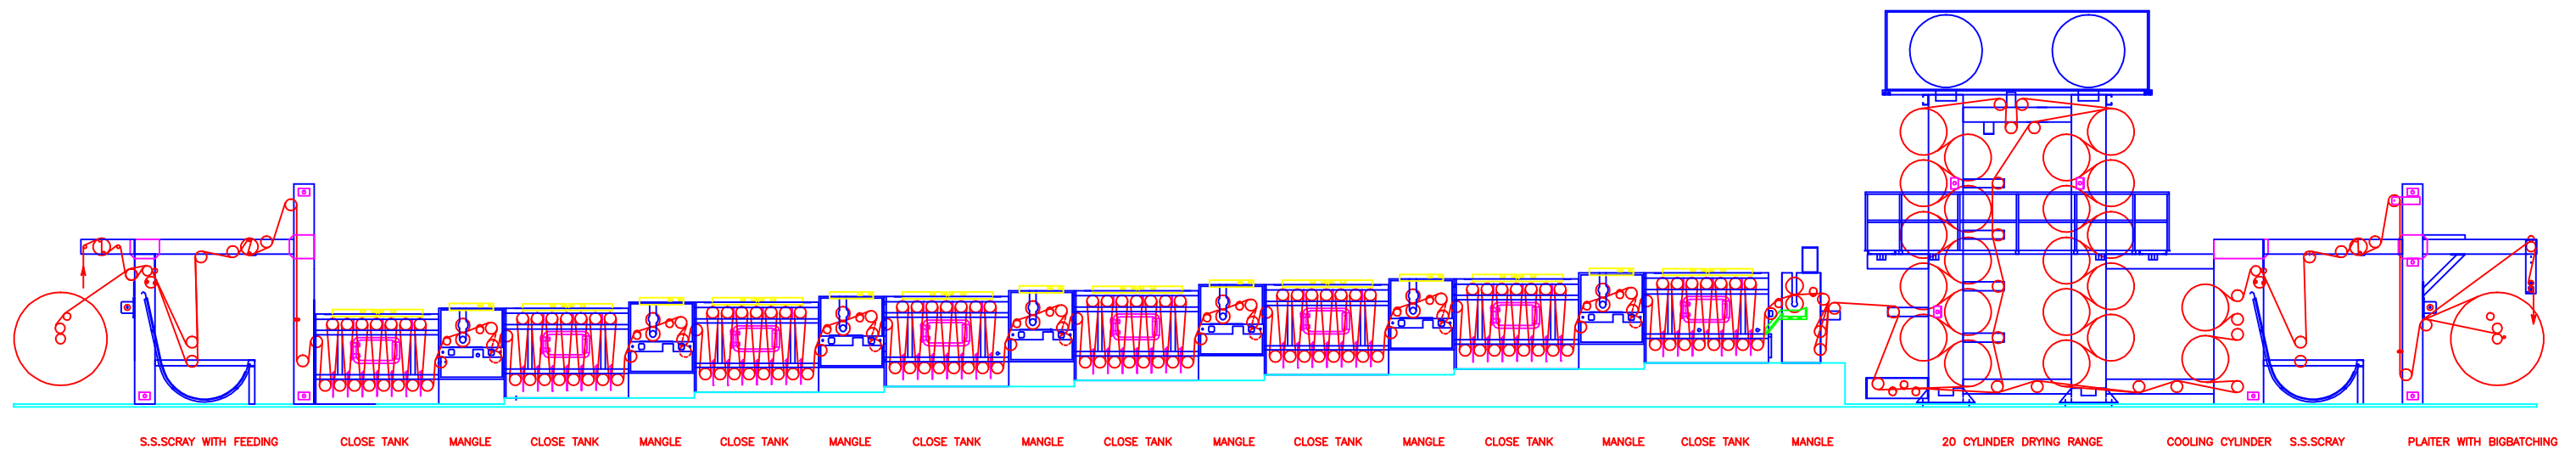 S.S.SCRAY WITH FEEDING CLOSE TANK MANGLE CLOSE TANK MANGLE CLOSE TANK MANGLE CLOSE TANK MANGLE CLOSE TANK MANGLE CLOSE TANK MANGLE CLOSE TANK MANGLE CLOSE TANK MANGLE 20 CYLINDER DRYING RANGE COOLING CYLINDER S.S.SCRAY PLAITER WITH BIGBATCHING